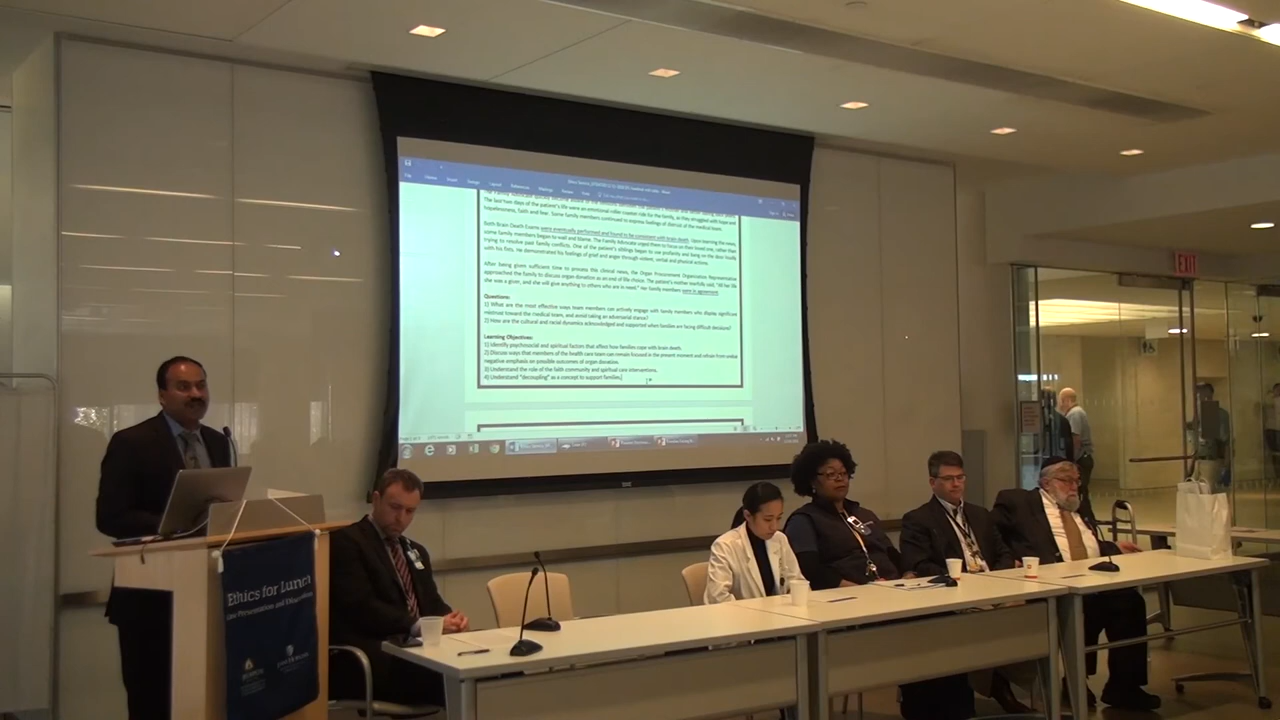 The last two days of the patient's life were an emotional roller coaster ride for the family, as they struggled with hope and
hopelessness, faith and fear. Some family members continued to express feelings of distrust of the medical team.
Both Brain Death Exams were eventually performed and found to be consistent with brain death. Upon learning the news,
some family members began to wail and blame. The Family Advocate urged them to focus on their loved one, rather than
trying to resolve past family conflicts. One of the patient's siblings began to use profanity and bang on the door loudly
with his fists. He demonstrated his feelings of grief and anger through violent, verbal and physical actions.
After being given sufficient time to process this clinical news, the Organ Procurement Organization Representative
approached the family to discuss organ donation as an end of life choice. The patient's mother tearfully said, "All her life
she was a giver, and she will give anything to others who are in need." Her family members were in agreement.
Questions:
1) What are the most effective ways team members can actively engage with family members who display significant
mistrust toward the medical team, and avoid taking an adversarial stance?
2) How are the cultural and racial dynamics acknowledged and supported when families are facing difficult decisions?
Learning Objectives:
1) Identify psychosocial and spiritual factors that affect how families cope with brain death.
2) Discuss ways that members of the health care team can remain focused in the present moment and refrain from undue
negative emphasis on possible outcomes of organ donation.
3) Understand the role of the faith community and spiritual care interventions.
4) Understand "decoupling" as a concept to support families.
EXIT
Ethics for Lunch
Case Presentation and Discussion